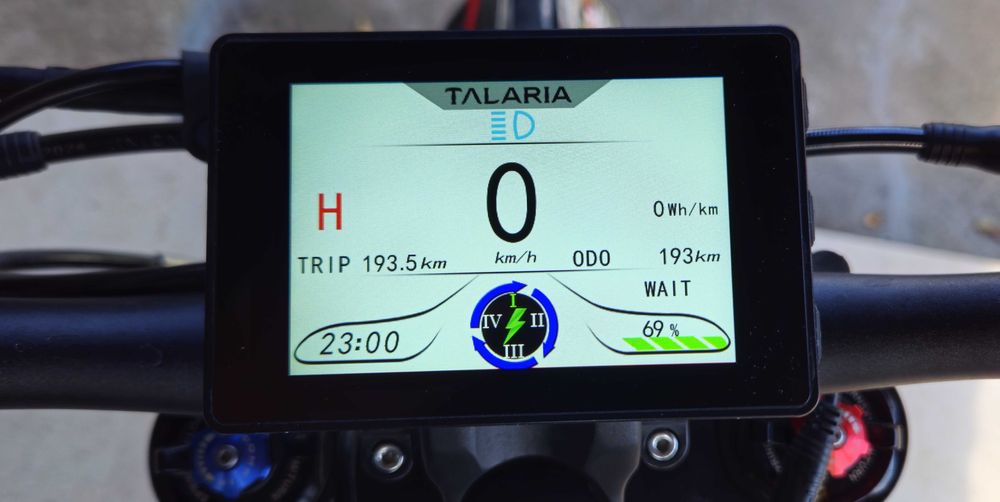 TALARIA
H
0
0Wh/km
TRIP 193.5km
km/h
ODO 193km
WAIT
I
IV II
III
23:00
69 %